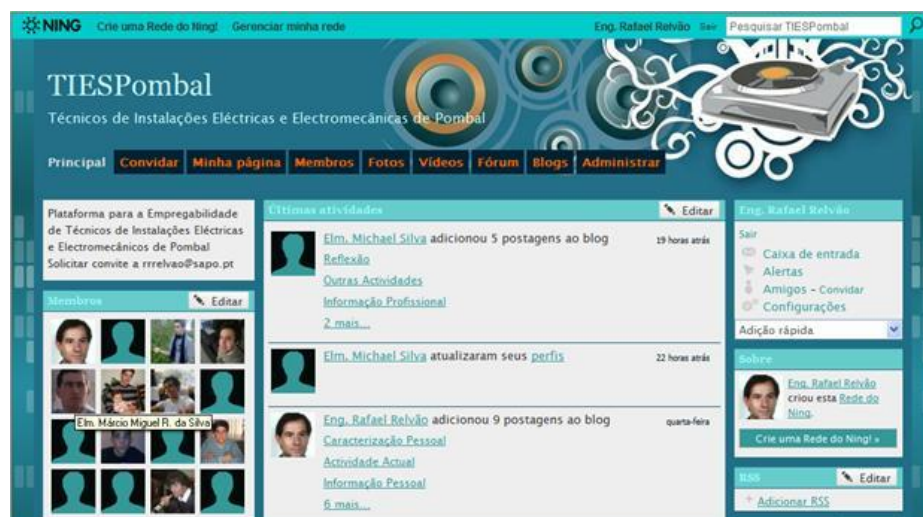 NING Crie uma Rede do Ning! Gerenciar minha rede Eng. Rafael Relvão Sair Pesquisar TIESPombal
TIESPombal
Técnicos de Instalações Eléctricas e Electromecânicas de Pombal
Principal Convidar Minha página Membros Fotos Vídeos Fórum Blogs Administrar
Plataforma para a Empregabilidade
de Técnicos de Instalações Eléctricas
e Electromecânicos de Pombal
Solicitar convite a rrrelvao@sapo.pt
Membros Editar
Elm. Márcio Miguel R. da Silva
Últimas atividades Editar
Elm. Michael Silva adicionou 5 postagens ao blog 19 horas atrás
Reflexão
Outras Actividades
Informação Profissional
2 mais...
Elm. Michael Silva atualizaram seus perfis 22 horas atrás
Eng. Rafael Relvão adicionou 9 postagens ao blog quarta-feira
Caracterização Pessoal
Actividade Actual
Informação Pessoal
6 mais...
Eng. Rafael Relvão
Sair
Caixa de entrada
Alertas
Amigos - Convidar
Configurações
Adição rápida
Sobre
Eng. Rafael Relvão
criou esta Rede do
Ning.
Crie uma Rede do Ning! »
RSS Editar
+ Adicionar RSS